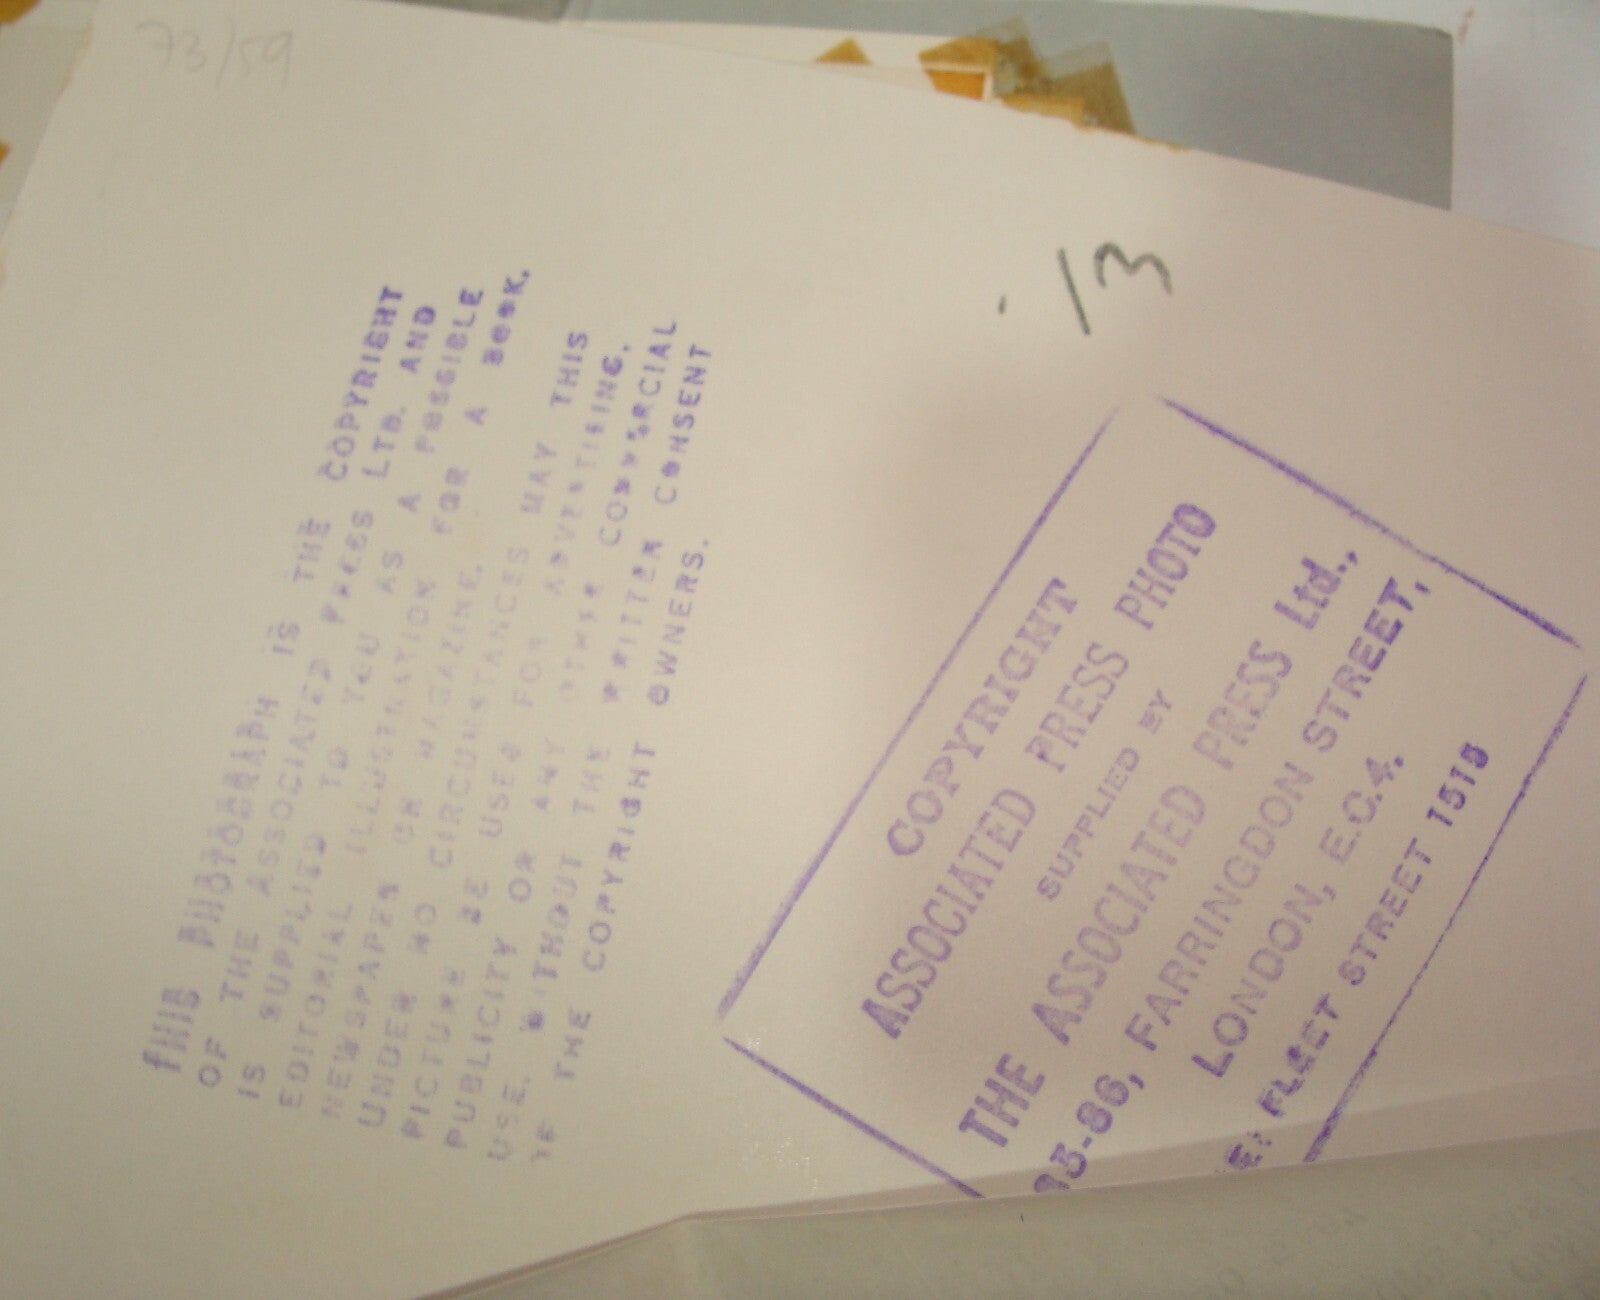 73/59
. 13
THIS PHOTOGRAPH IS THE COPYRIGHT
OF THE ASSOCIATED PRESS LTD. AND
IS SUPPLIED TO YOU AS A POSSIBLE
EDITORIAL ILLUSTRATION FOR A BOOK,
NEWSPAPER OR MAGAZINE.
UNDER NO CIRCUMSTANCES MAY THIS
PICTURE BE USED FOR ADVERTISING,
PUBLICITY OR ANY OTHER COMMERCIAL
USE, WITHOUT THE WRITTEN CONSENT
OF THE COPYRIGHT OWNERS.
COPYRIGHT
ASSOCIATED PRESS PHOTO
SUPPLIED BY
THE ASSOCIATED PRESS Ltd.,
85-86, FARRINGDON STREET,
LONDON, E.C.4.
E: FLEET STREET 1515